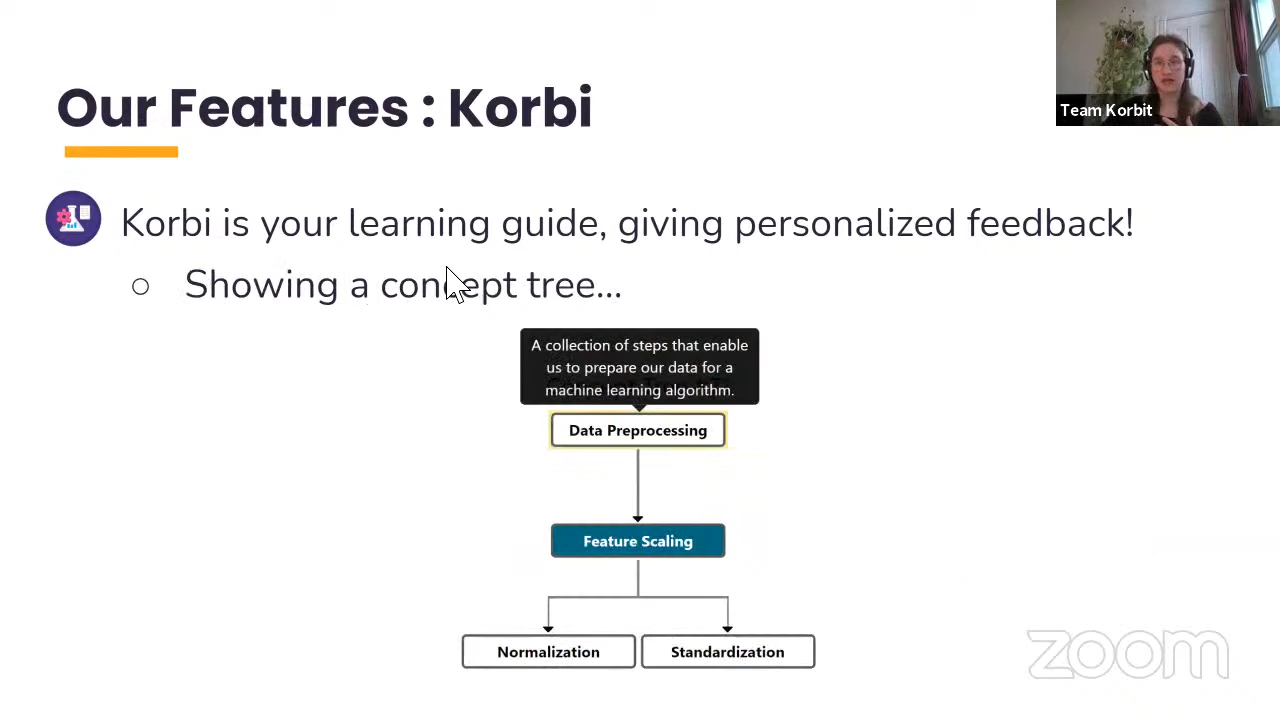 Our Features : Korbi
Team Korbit
Korbi is your learning guide, giving personalized feedback!
○ Showing a concept tree...
A collection of steps that enable
us to prepare our data for a
machine learning algorithm.
Data Preprocessing
Feature Scaling
Normalization
Standardization
zoom